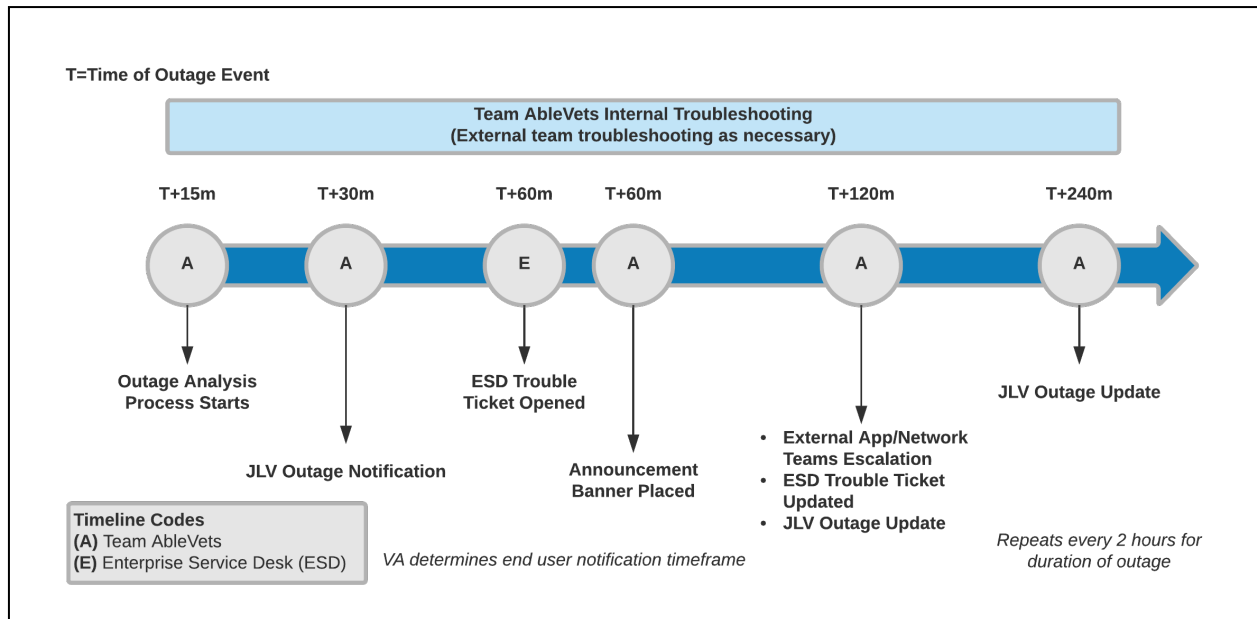 T=Time of Outage Event
Team AbleVets Internal Troubleshooting
(External team troubleshooting as necessary)
T+15m
T+30m
T+60m
T+60m
T+120m
T+240m
A
A
E
A
A
A
Outage Analysis
Process Starts
JLV Outage Notification
ESD Trouble
Ticket Opened
Announcement
Banner Placed
• External App/Network
Teams Escalation
• ESD Trouble Ticket
Updated
• JLV Outage Update
JLV Outage Update
Timeline Codes
(A) Team AbleVets
(E) Enterprise Service Desk (ESD)
VA determines end user notification timeframe
Repeats every 2 hours for
duration of outage